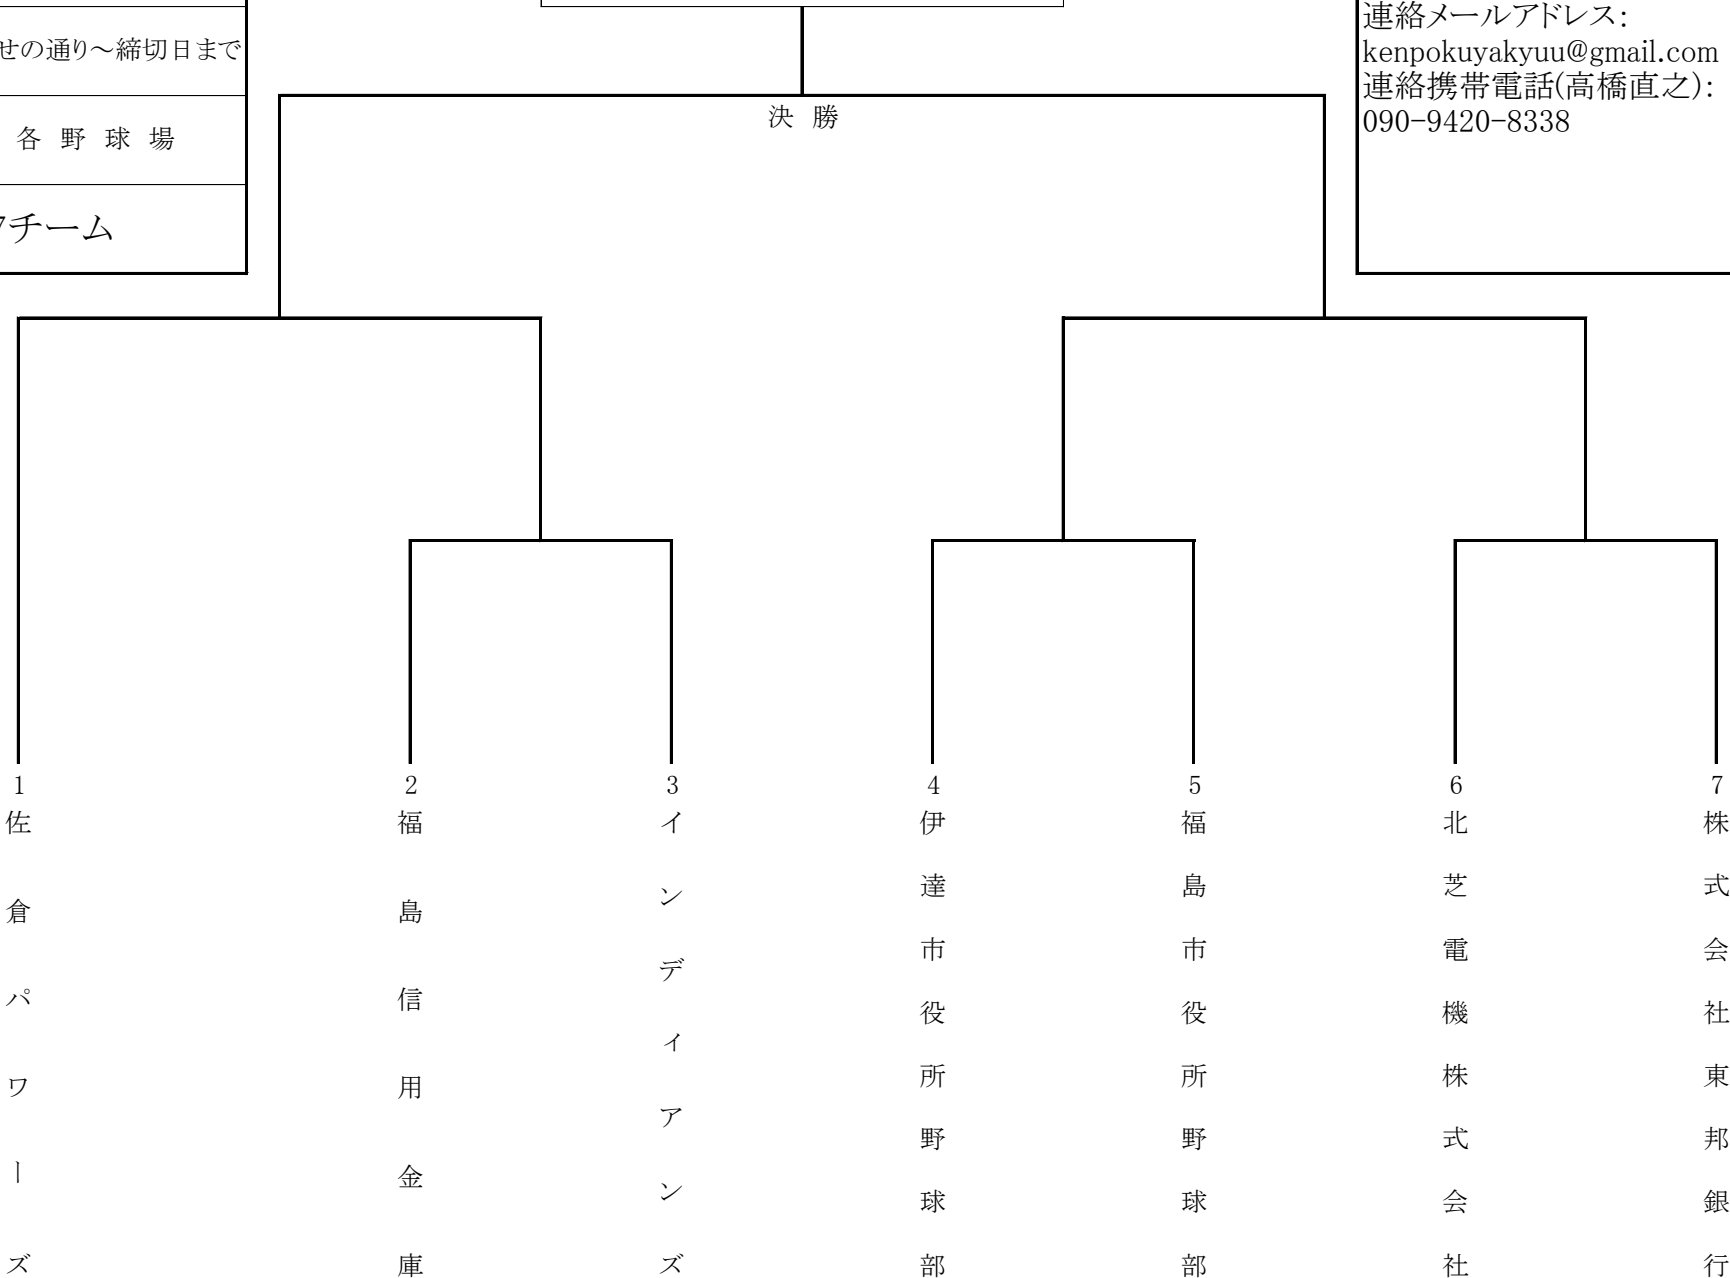 せの通り～締切日まで
各野球場
7チーム
連絡メールアドレス：
kenpokuyakyuu@gmail.com
連絡携帯電話(高橋直之)：
090-9420-8338
決勝
1
佐倉パワーズ
2
福島信用金庫
3
インディアンズ
4
伊達市役所野球部
5
福島市役所野球部
6
北芝電機株式会社
7
株式会社東邦銀行